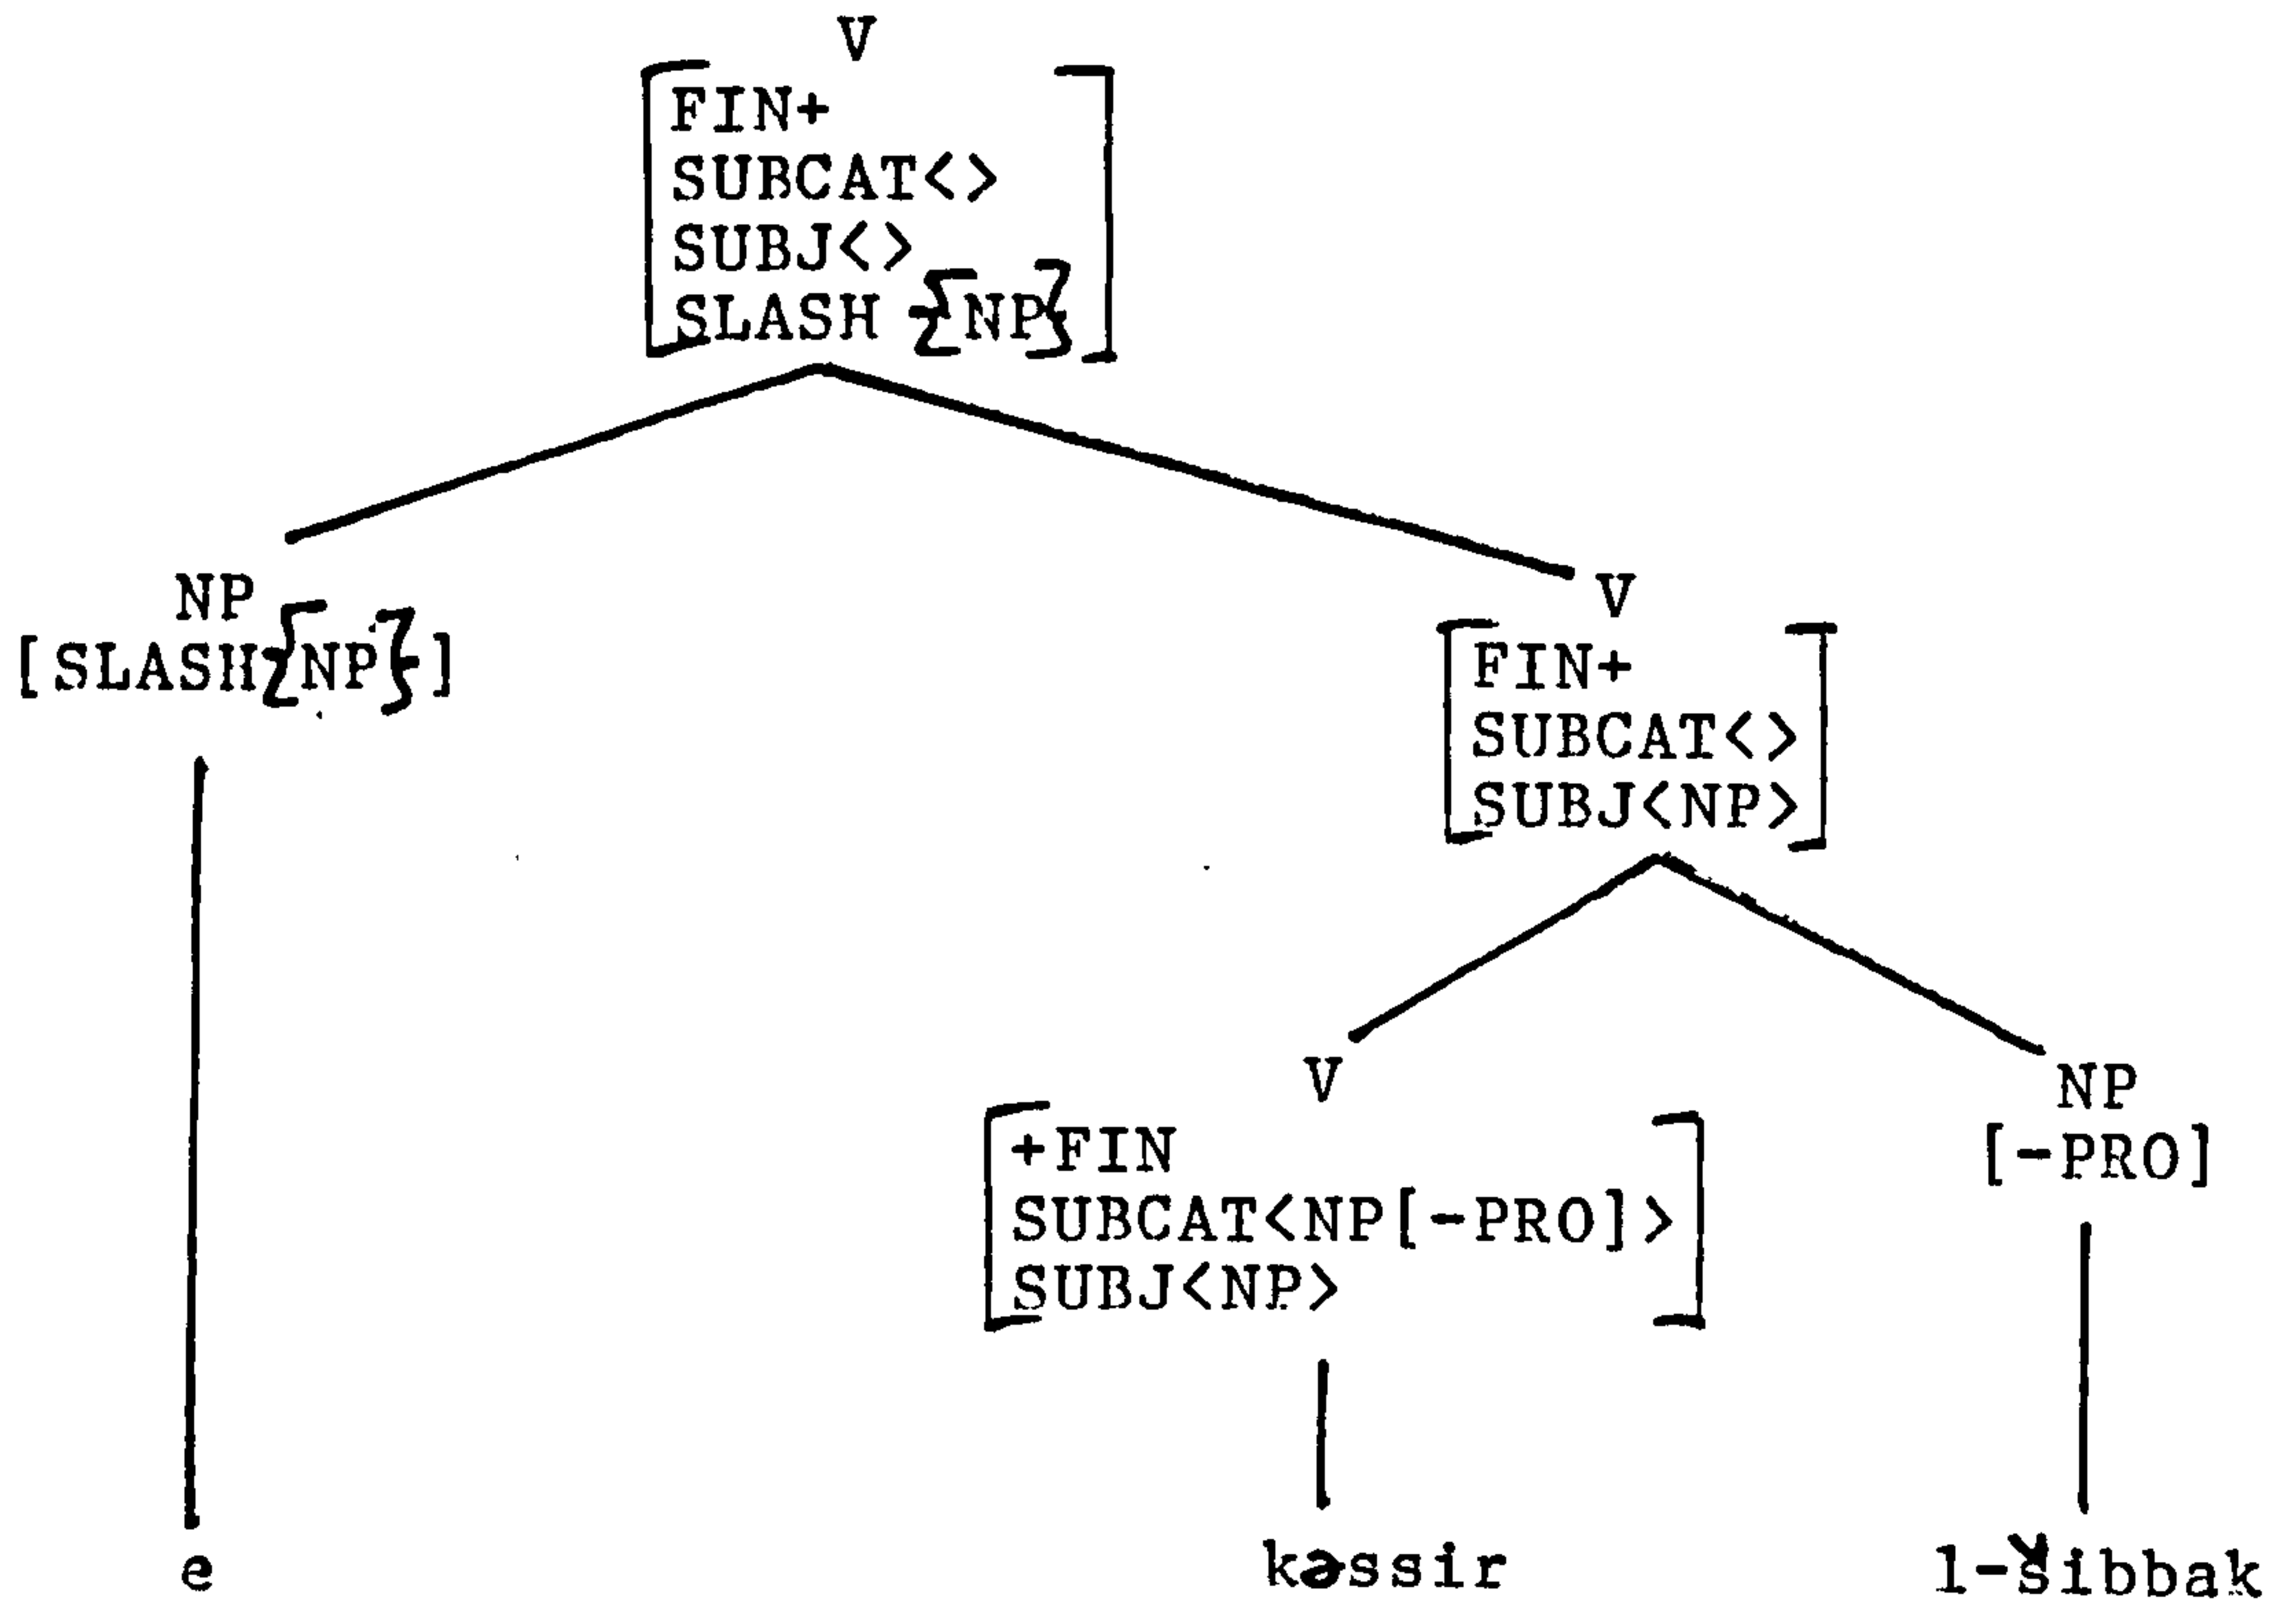 V
FIN+
SUBCAT<>
SUBJ<>
SLASH {NP}
NP
[SLASH{NP}]
V
FIN+
SUBCAT<>
SUBJ<NP>
V
+FIN
SUBCAT<NP[-PRO]>
SUBJ<NP>
NP
[-PRO]
e
kəssir
l-šibbak